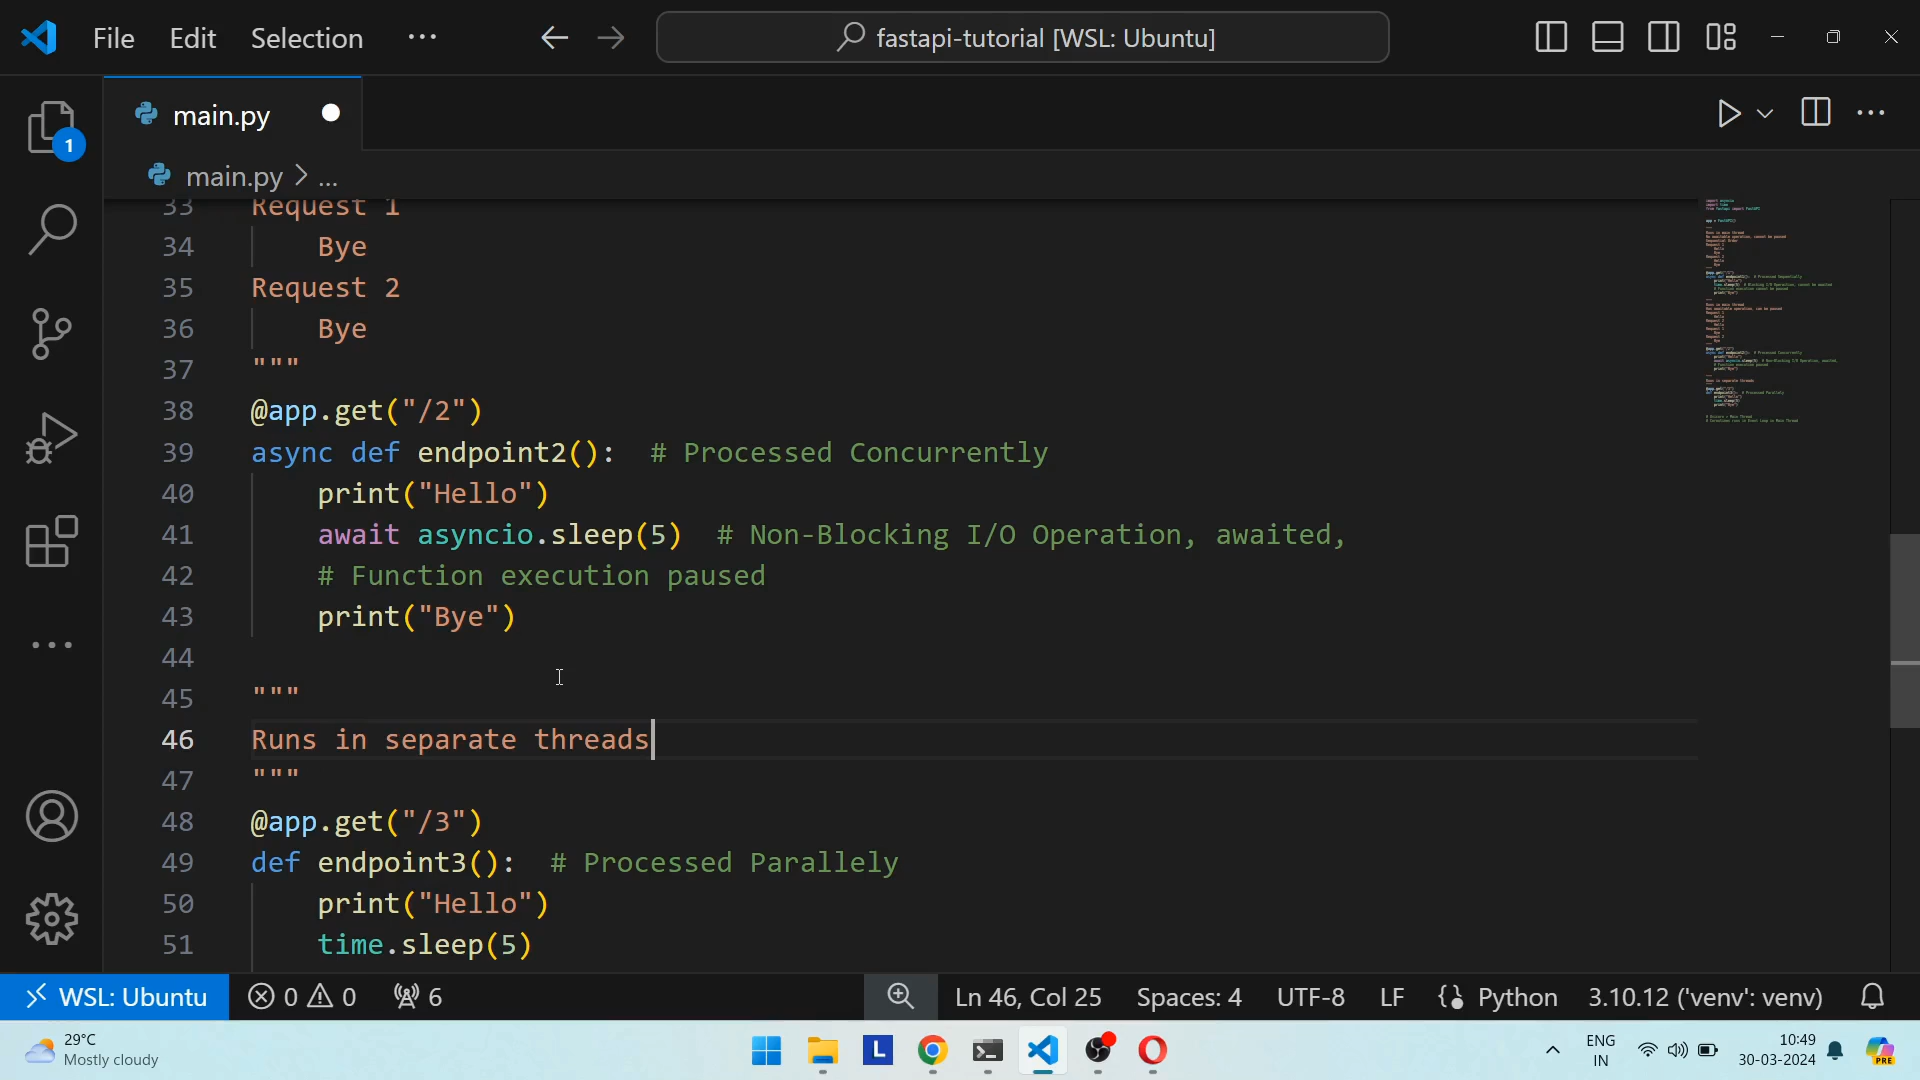 File Edit Selection ···
fastapi-tutorial [WSL: Ubuntu]
main.py
1
main.py > ...
33 Request 1
34 Bye
35 Request 2
36 Bye
37 """
38 @app.get("/2")
39 async def endpoint2():  # Processed Concurrently
40 print("Hello")
41 await asyncio.sleep(5)  # Non-Blocking I/O Operation, awaited,
42 # Function execution paused
43 print("Bye")
44
45 """
46 Runs in separate threads
47 """
48 @app.get("/3")
49 def endpoint3():  # Processed Parallely
50 print("Hello")
51 time.sleep(5)
WSL: Ubuntu 0 0 6 Ln 46, Col 25 Spaces: 4 UTF-8 LF Python 3.10.12 ('venv': venv)
29°C
Mostly cloudy
L
ENG
IN
10:49
30-03-2024
PRE